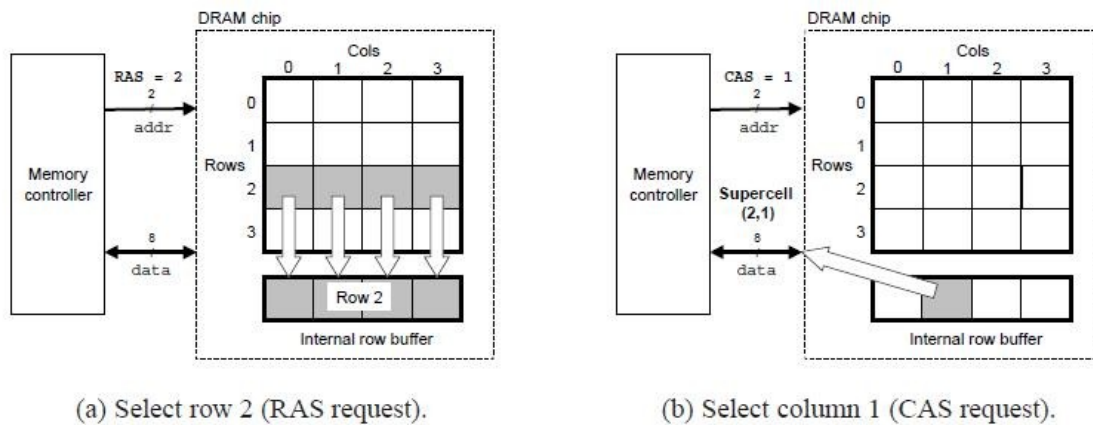 DRAM chip
Cols
0 1 2 3
RAS = 2
2
addr
0
1
Rows
2
3
Memory
controller
8
data
Row 2
Internal row buffer
(a) Select row 2 (RAS request).
DRAM chip
Cols
0 1 2 3
CAS = 1
2
addr
0
1
Rows
2
3
Memory
controller
Supercell
(2,1)
8
data
Internal row buffer
(b) Select column 1 (CAS request).